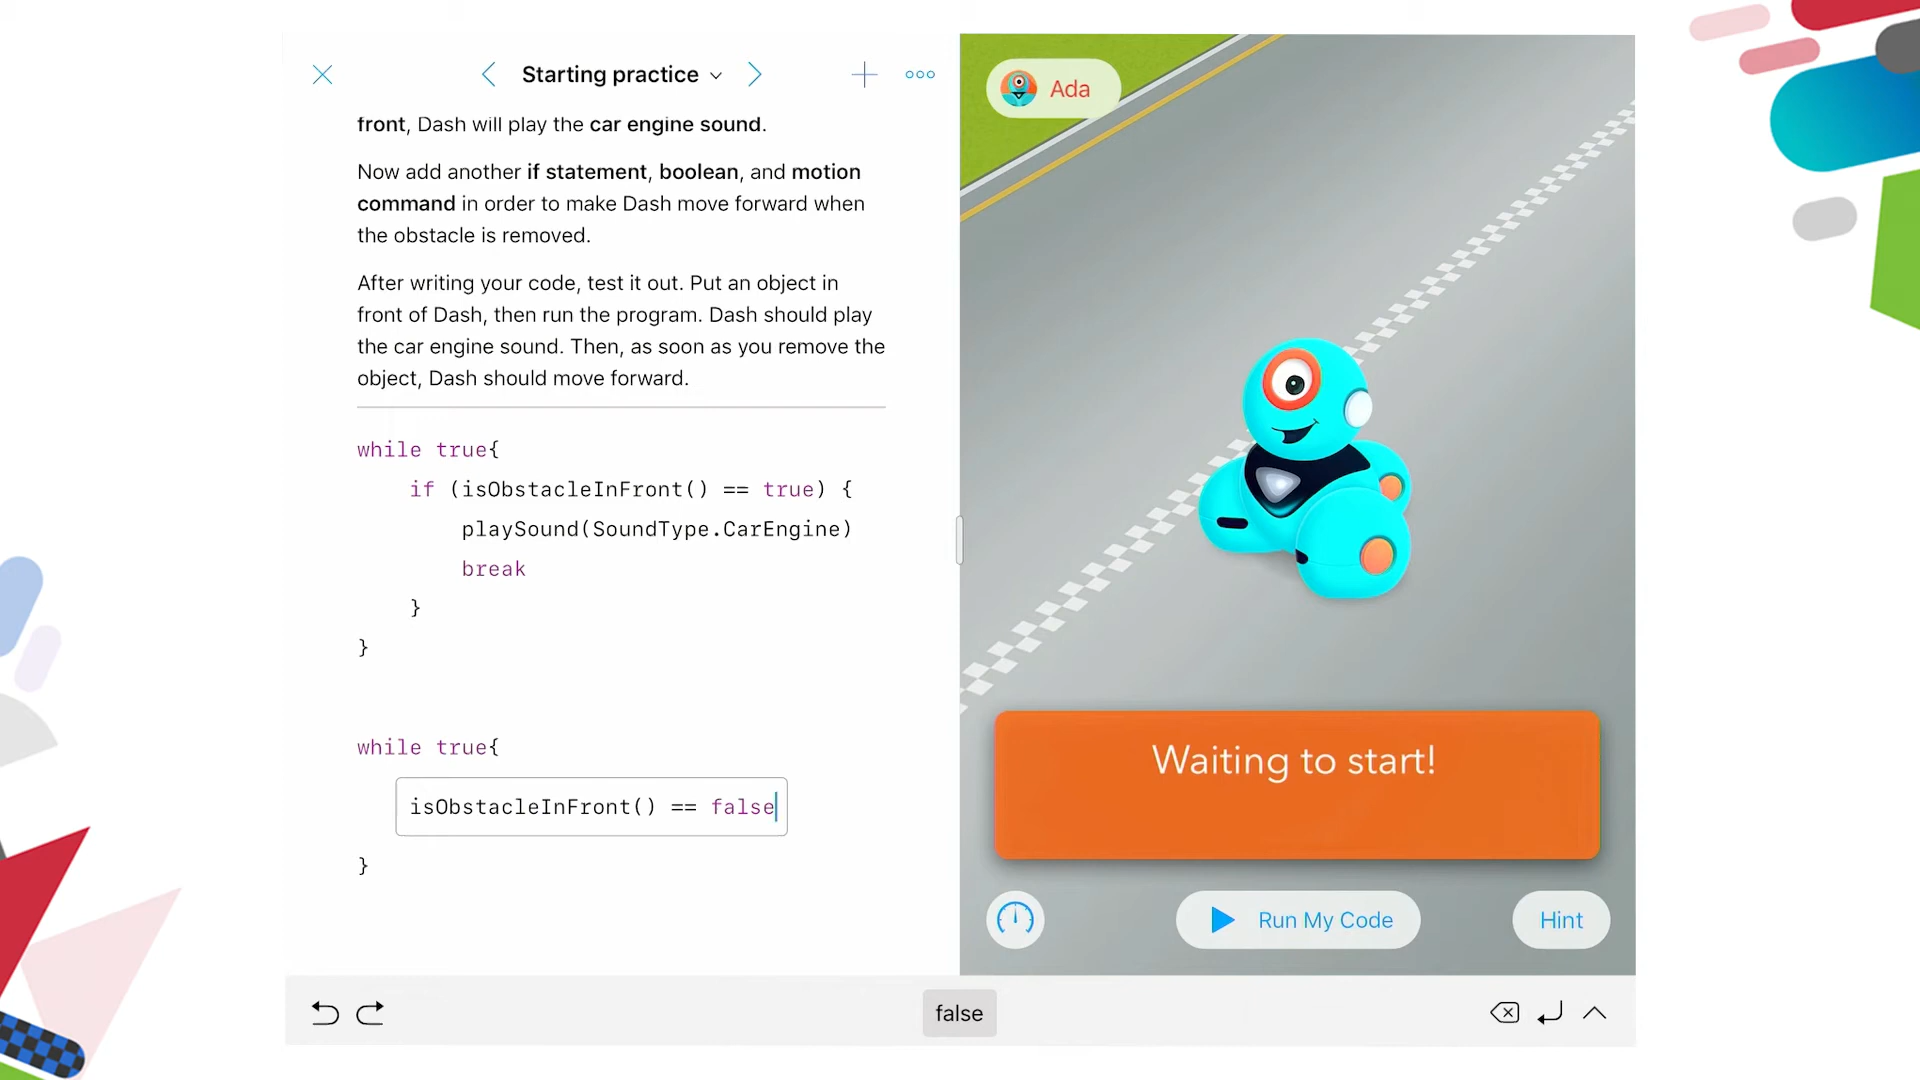 Starting practice
front, Dash will play the car engine sound.
Now add another if statement, boolean, and motion
command in order to make Dash move forward when
the obstacle is removed.
After writing your code, test it out. Put an object in
front of Dash, then run the program. Dash should play
the car engine sound. Then, as soon as you remove the
object, Dash should move forward.
while true{
if (isObstacleInFront() == true) {
playSound(SoundType.CarEngine)
break
}
}
while true{
isObstacleInFront() == false
}
Ada
Waiting to start!
Run My Code
Hint
false